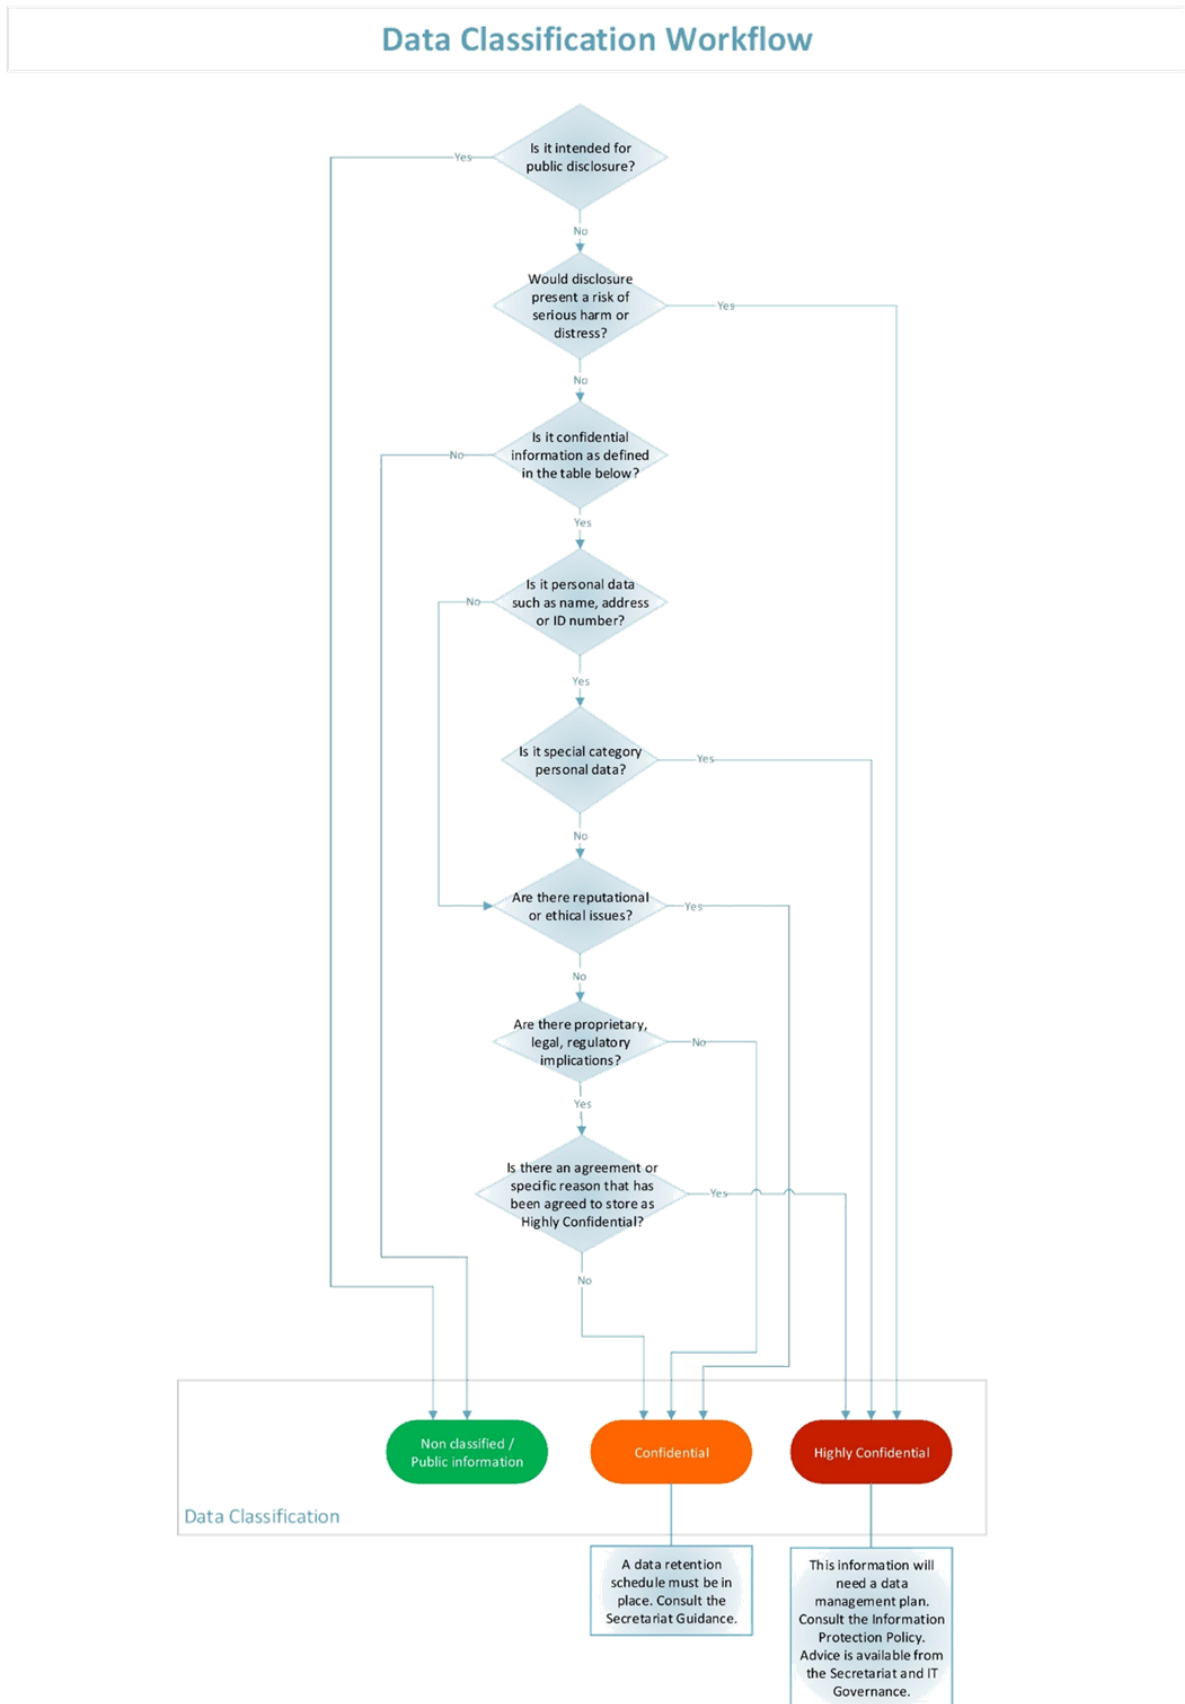 Data Classification Workflow
Is it intended for
public disclosure?
Yes
No
Would disclosure
present a risk of
serious harm or
distress?
Yes
No
Is it confidential
information as defined
in the table below?
No
Yes
Is it personal data
such as name, address
or ID number?
No
Yes
Is it special category
personal data?
Yes
No
Are there reputational
or ethical issues?
Yes
No
Are there proprietary,
legal, regulatory
implications?
No
Yes
Is there an agreement or
specific reason that has
been agreed to store as
Highly Confidential?
Yes
No
Non classified /
Public information
Confidential
Highly Confidential
Data Classification
A data retention
schedule must be in
place. Consult the
Secretariat Guidance.
This information will
need a data
management plan.
Consult the Information
Protection Policy.
Advice is available from
the Secretariat and IT
Governance.